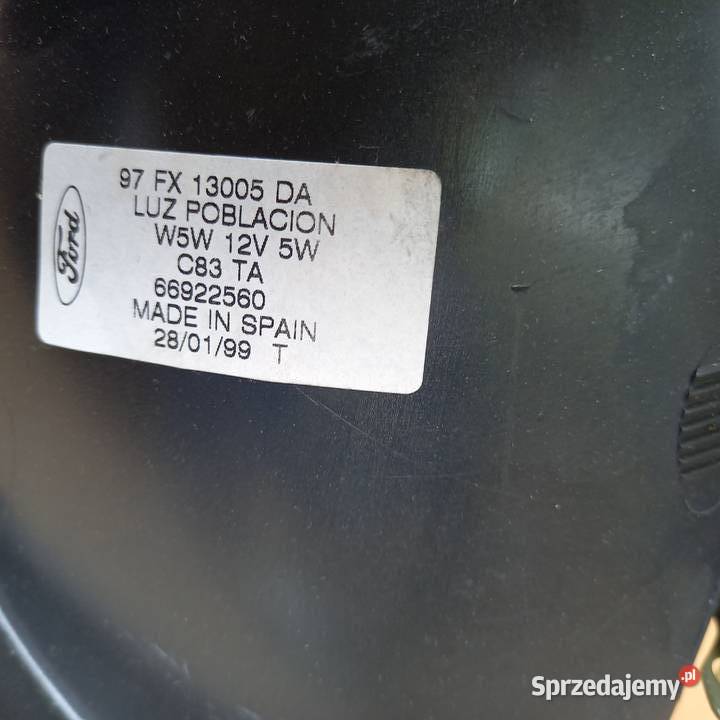 Ford
97 FX 13005 DA
LUZ POBLACION
W5W 12V 5W
C83 TA
66922560
MADE IN SPAIN
28/01/99 T
Sprzedajemy.pl